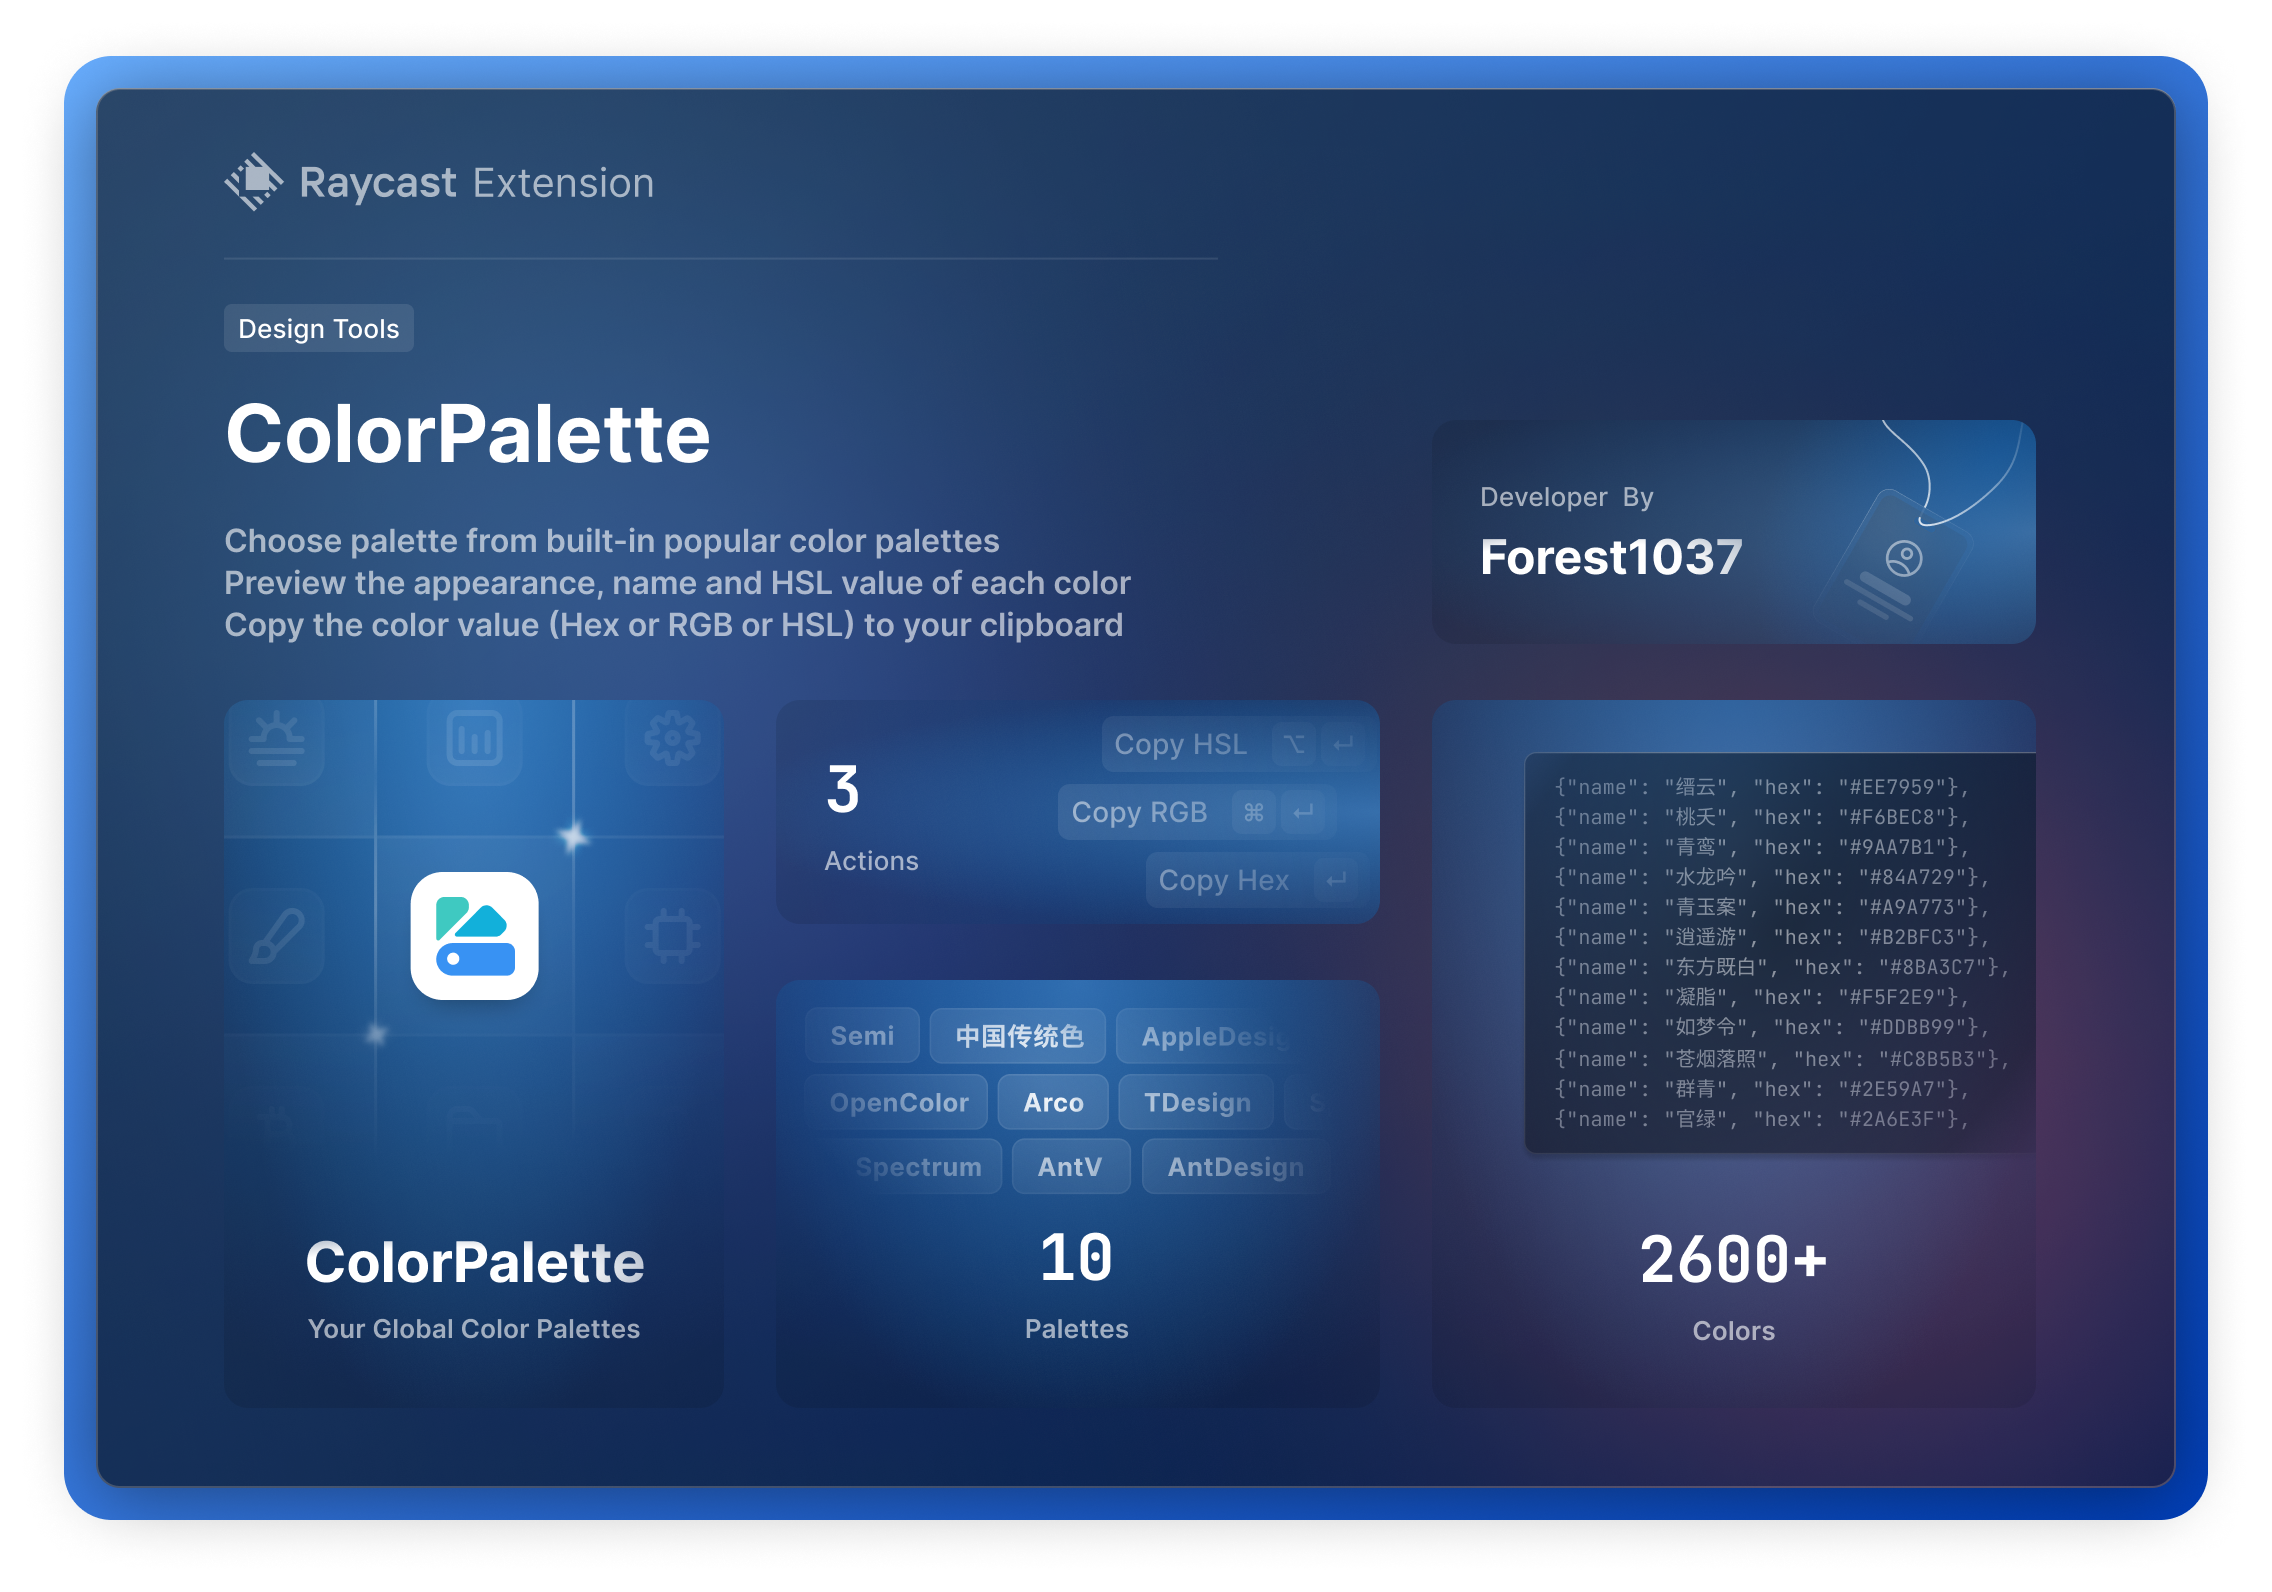 Raycast Extension
Design Tools
ColorPalette
Choose palette from built-in popular color palettes
Preview the appearance, name and HSL value of each color
Copy the color value (Hex or RGB or HSL) to your clipboard
Developer By
Forest1037
ColorPalette
Your Global Color Palettes
3
Actions
Copy HSL ⌥ ↵
Copy RGB ⌘ ↵
Copy Hex ↵
Semi 中国传统色 AppleDesig
OpenColor Arco TDesign S
Spectrum AntV AntDesign
10
Palettes
{"name": "缙云", "hex": "#EE7959"},
{"name": "桃夭", "hex": "#F6BEC8"},
{"name": "青鸾", "hex": "#9AA7B1"},
{"name": "水龙吟", "hex": "#84A729"},
{"name": "青玉案", "hex": "#A9A773"},
{"name": "逍遥游", "hex": "#B2BFC3"},
{"name": "东方既白", "hex": "#8BA3C7"},
{"name": "凝脂", "hex": "#F5F2E9"},
{"name": "如梦令", "hex": "#DDBB99"},
{"name": "苍烟落照", "hex": "#C8B5B3"},
{"name": "群青", "hex": "#2E59A7"},
{"name": "官绿", "hex": "#2A6E3F"},
2600+
Colors